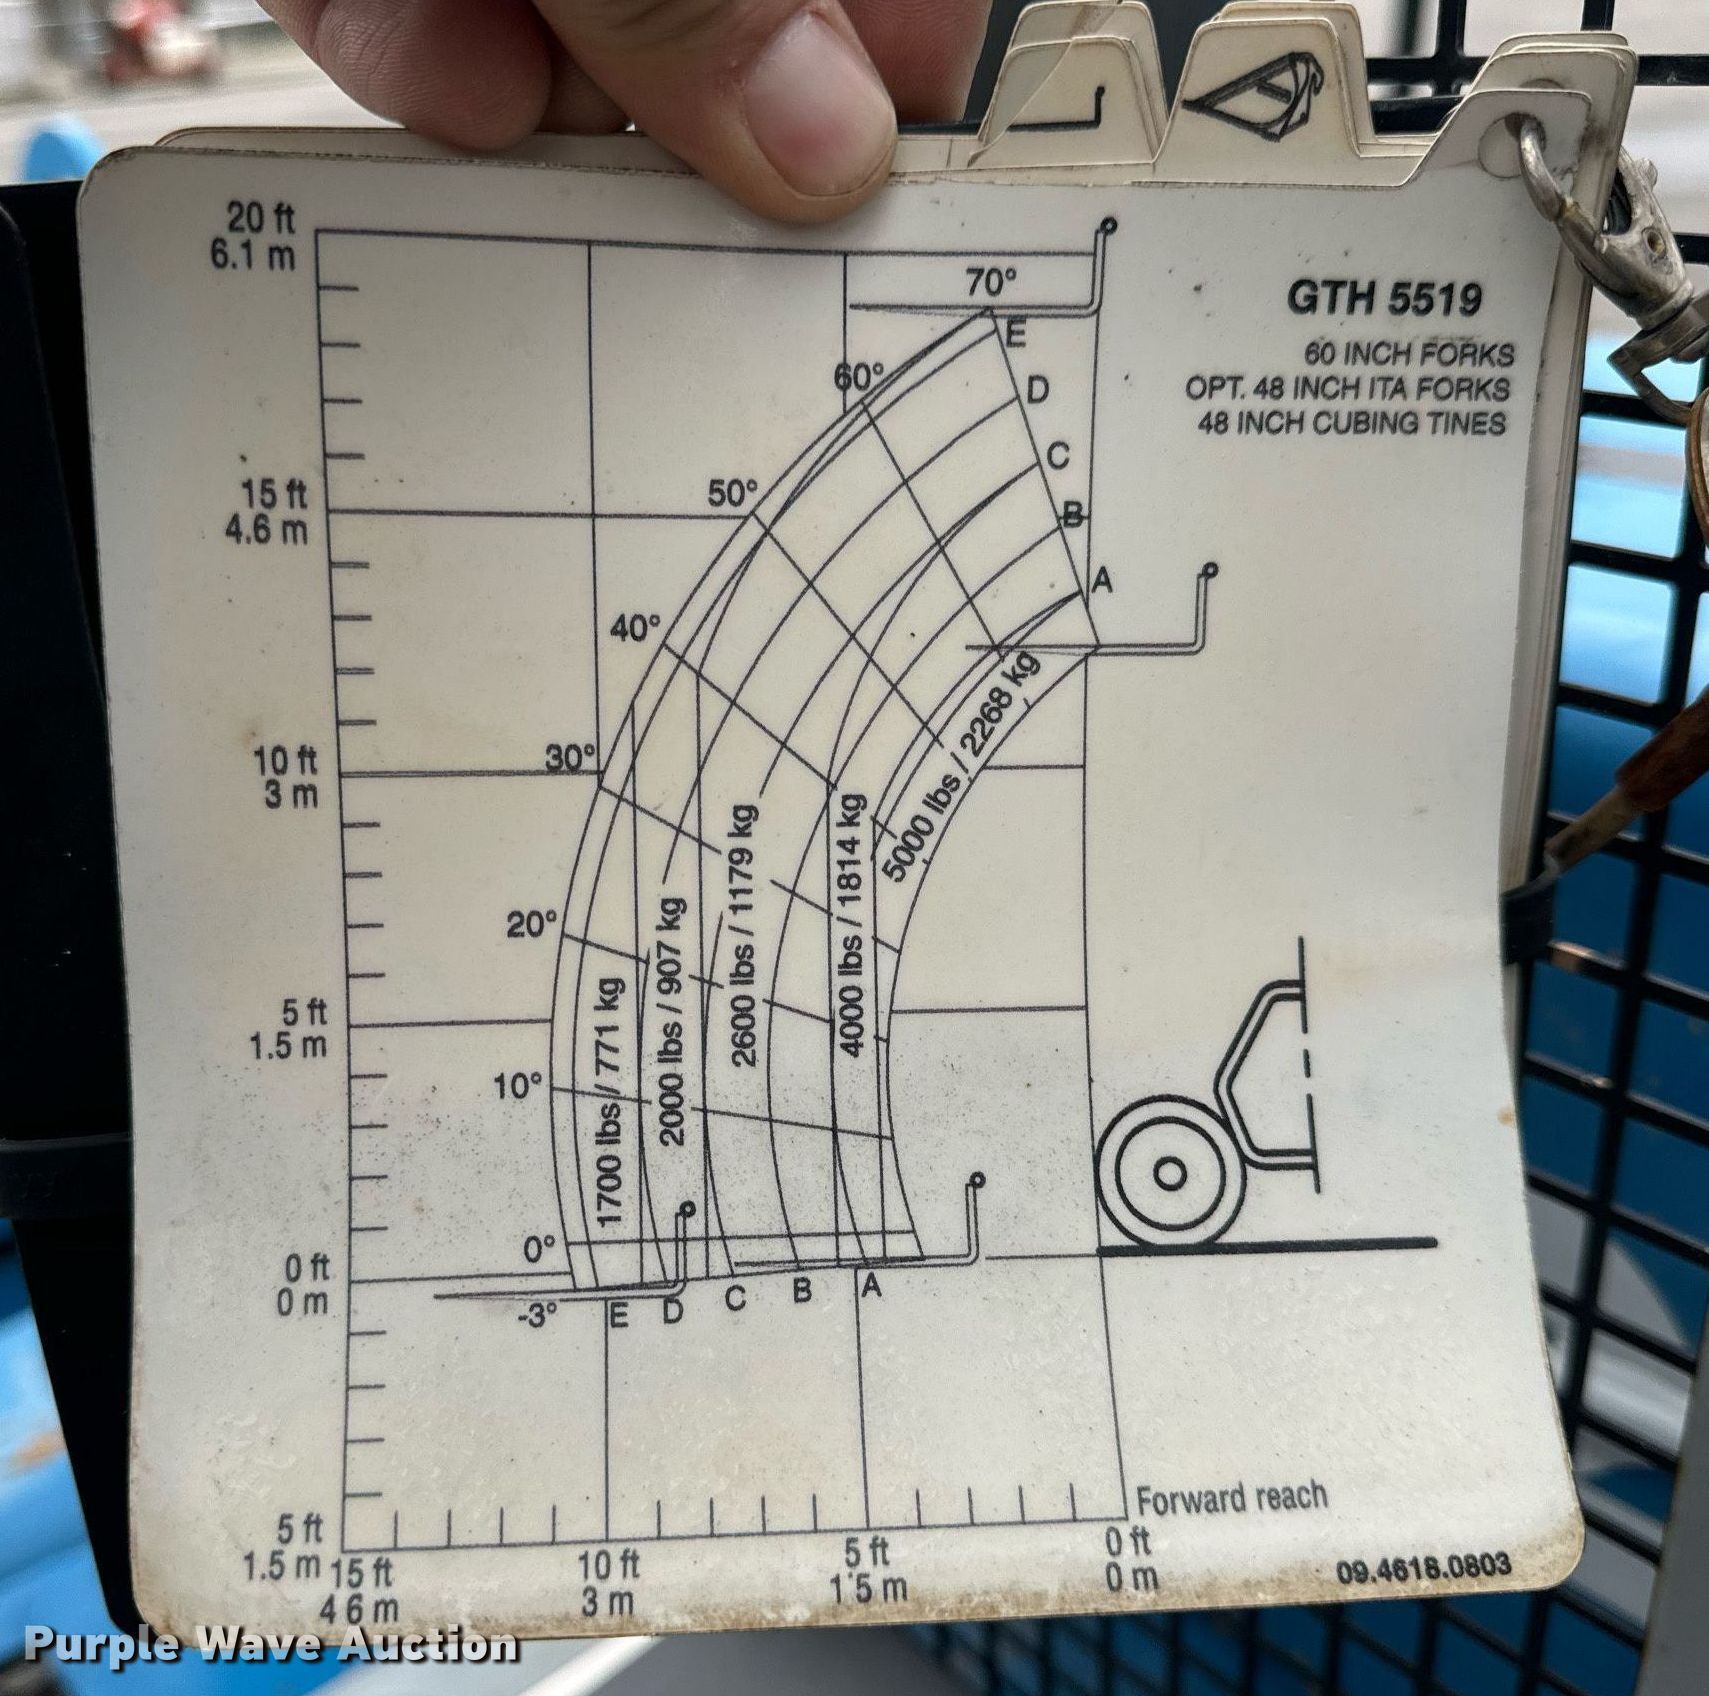 20 ft
6.1 m
70°
E
GTH 5519
60 INCH FORKS
OPT. 48 INCH ITA FORKS
48 INCH CUBING TINES
60°
D
C
15 ft
4.6 m
50°
B
A
40°
10 ft
3 m
30°
20°
10°
5 ft
1.5 m
1700 lbs / 771 kg
2000 lbs / 907 kg
2600 lbs / 1179 kg
4000 lbs / 1814 kg
5000 lbs / 2268 kg
0 ft
0 m
0°
-3°
E
D
C
B
A
5 ft
1.5 m
15 ft
4 6 m
10 ft
3 m
5 ft
1.5 m
0 ft
0 m
Forward reach
09.4618.0803
Purple Wave Auction